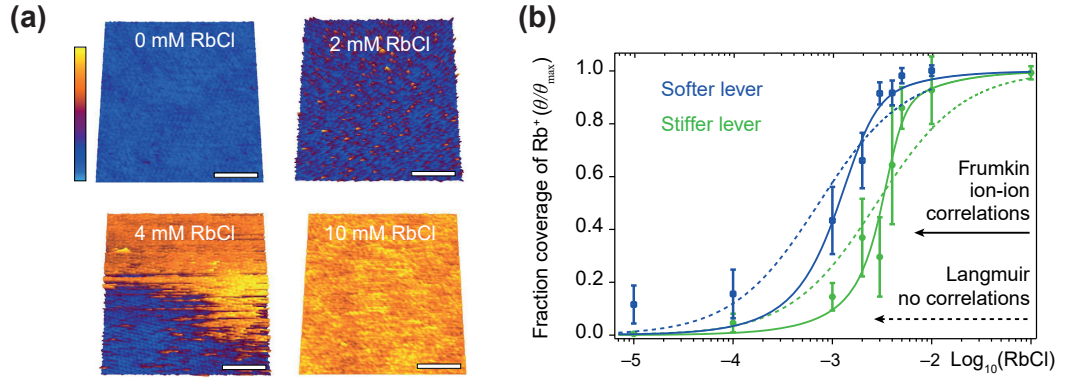 (a)
0 mM RbCl
2 mM RbCl
4 mM RbCl
10 mM RbCl
(b)
Fraction coverage of Rb⁺ (θ/θmax)
1.0
0.8
0.6
0.4
0.2
0.0
Softer lever
Stiffer lever
Frumkin
ion-ion
correlations
Langmuir
no correlations
−5
−4
−3
−2
Log₁₀(RbCl)